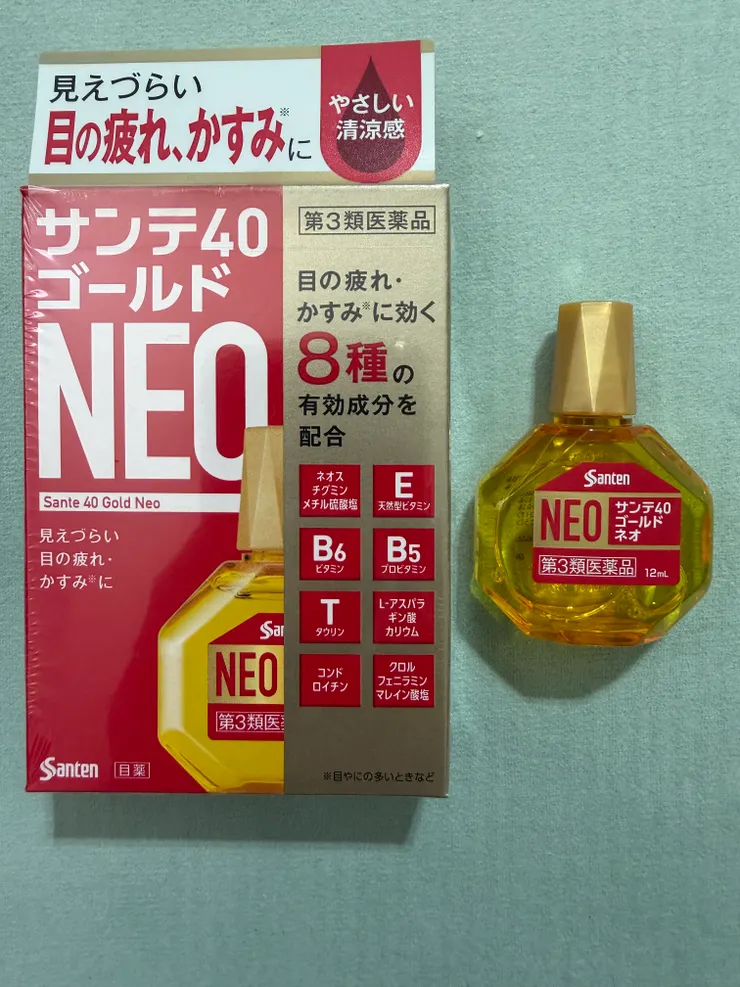 見えづらい
目の疲れ、かすみ※に
やさしい
清涼感
サンテ40
ゴールド
NEO
Sante 40 Gold Neo
見えづらい
目の疲れ・
かすみ※に
Santen
目薬
San
NEO
第3類医
第3類医薬品
目の疲れ・
かすみ※に効く
8種の
有効成分を
配合
ネオス
チグミン
メチル硫酸塩
E
天然型ビタミン
B6
ビタミン
B5
プロビタミン
T
タウリン
L-アスパラ
ギン酸
カリウム
コンド
ロイチン
クロル
フェニラミン
マレイン酸塩
※目やにの多いときなど
Santen
NEO
サンテ40
ゴールド
ネオ
第3類医薬品
12mL